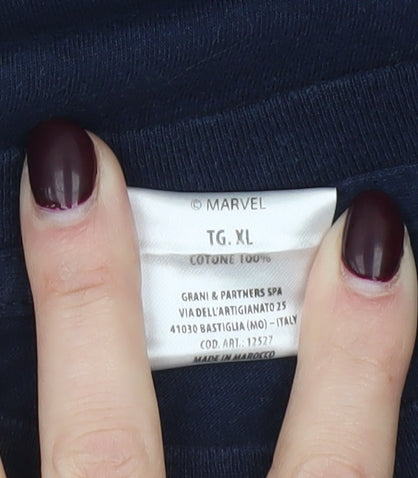 © MARVEL
TG. XL
COTONE 100%
GRANI & PARTNERS SPA
VIA DELL'ARTIGIANATO 25
41030 BASTIGLIA (MO) – ITALY
COD. ART.: 12527
MADE IN MAROCCO